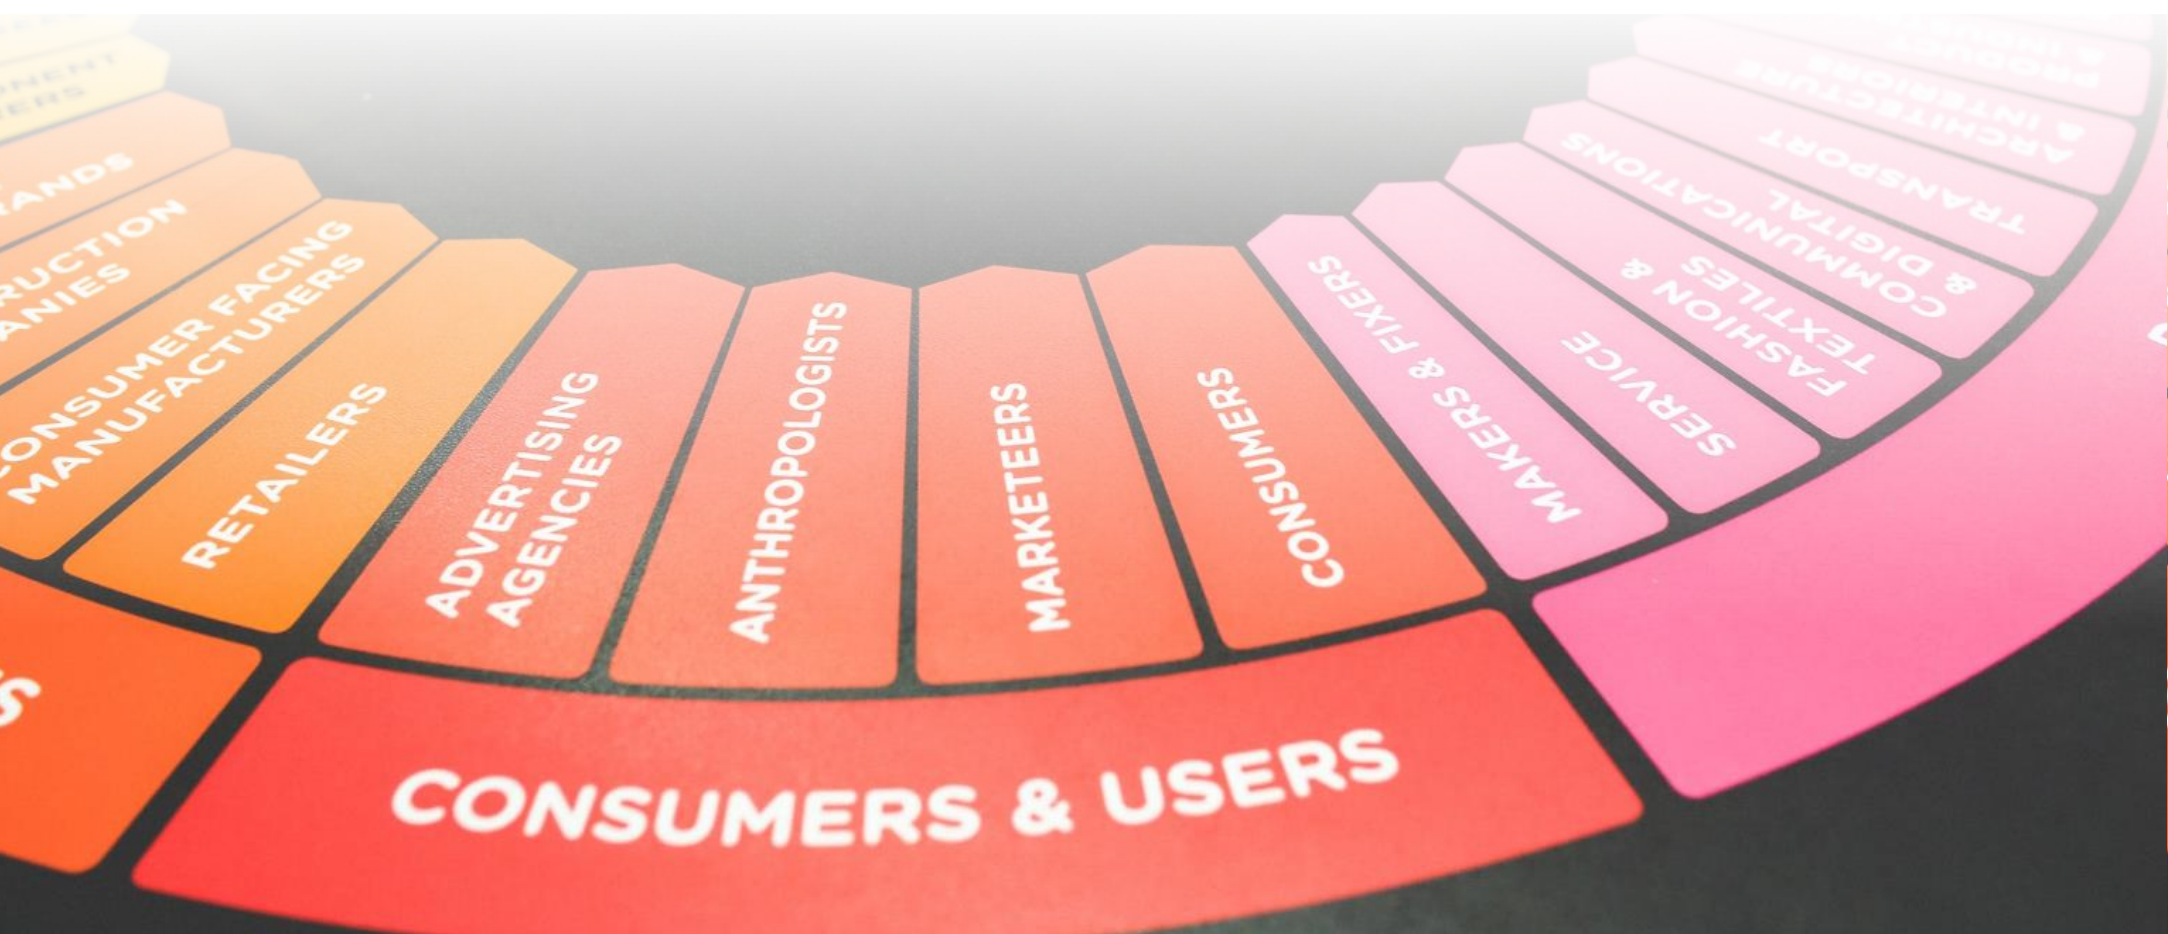 RETAILERS
CONSUMER FACING
MANUFACTURERS
ADVERTISING
AGENCIES
ANTHROPOLOGISTS
MARKETEERS
CONSUMERS
MAKERS & FIXERS
SERVICE
FASHION &
TEXTILES
COMMUNICATIONS
& DIGITAL
TRANSPORT
ARCHITECTURE
& INTERIORS
PRODUCT
CONSUMERS & USERS